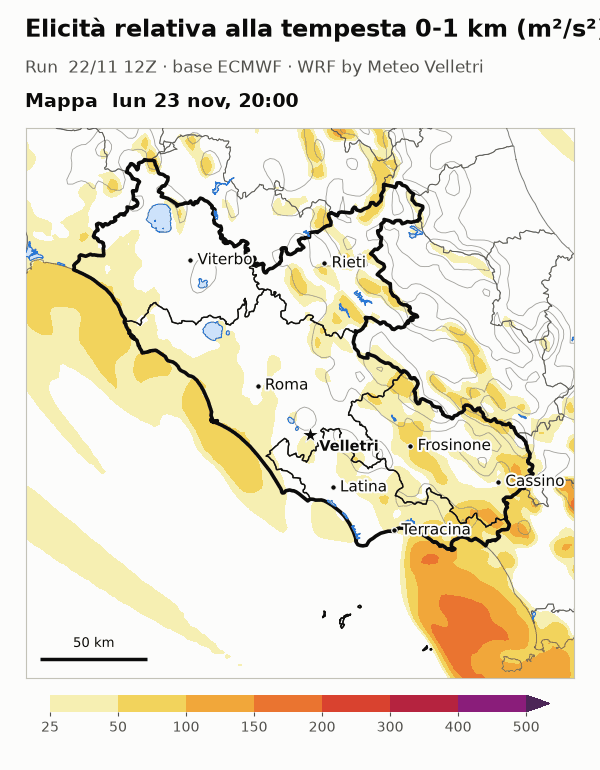 Elicità relativa alla tempesta 0-1 km (m²/s²)
Run  22/11 12Z · base ECMWF · WRF by Meteo Velletri
Mappa  lun 23 nov, 20:00
Viterbo
Rieti
Roma
Velletri
Frosinone
Cassino
Latina
Terracina
50 km
25 50 100 150 200 300 400 500